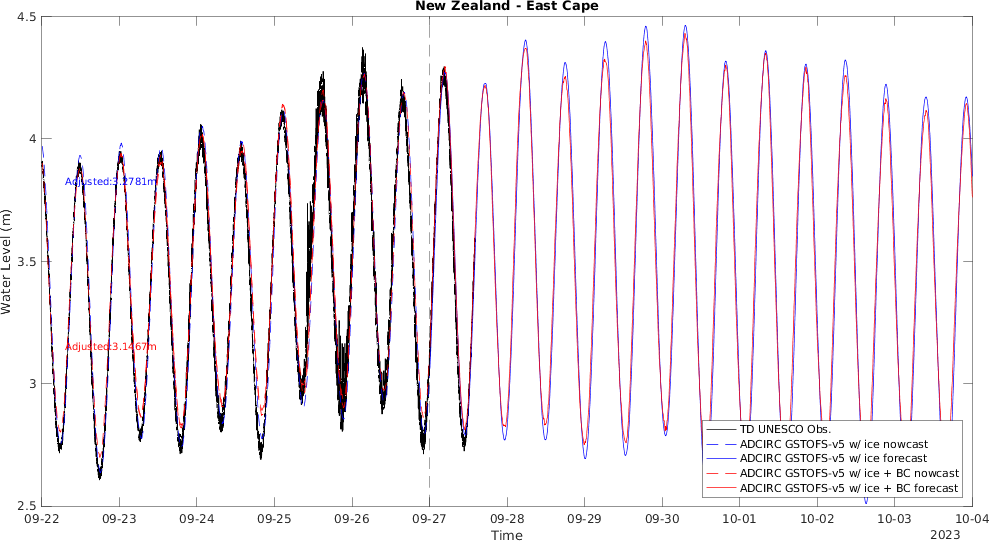 New Zealand - East Cape
4.5
4
3.5
3
2.5
Water Level (m)
Adjusted:3.2781m
Adjusted:3.1467m
TD UNESCO Obs.
ADCIRC GSTOFS-v5 w/ ice nowcast
ADCIRC GSTOFS-v5 w/ ice forecast
ADCIRC GSTOFS-v5 w/ ice + BC nowcast
ADCIRC GSTOFS-v5 w/ ice + BC forecast
09-22 09-23 09-24 09-25 09-26 09-27 09-28 09-29 09-30 10-01 10-02 10-03 10-04
Time
2023